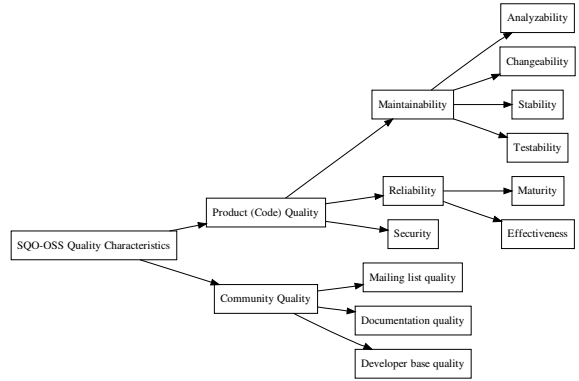 Analyzability
Changeability
Maintainability
Stability
Testability
Reliability
Maturity
Product (Code) Quality
Security
Effectiveness
SQO-OSS Quality Characteristics
Mailing list quality
Community Quality
Documentation quality
Developer base quality